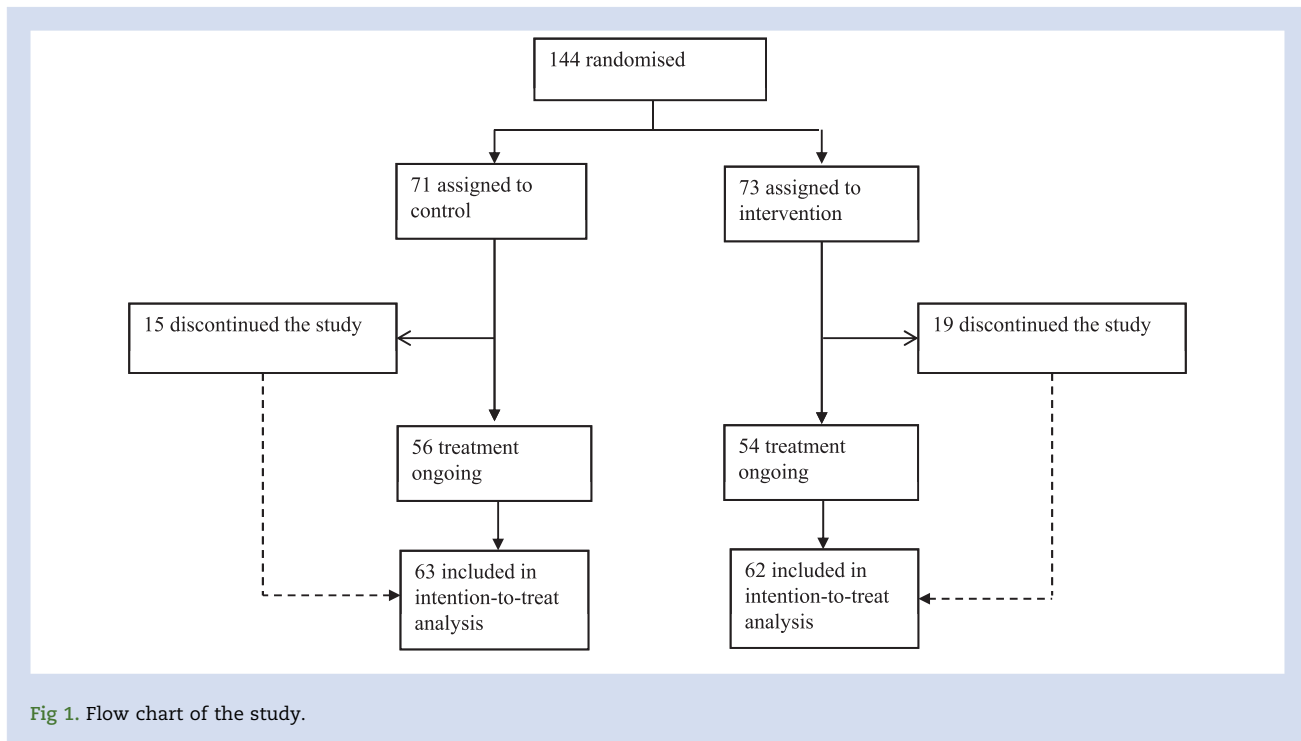 144 randomised
71 assigned to
control
73 assigned to
intervention
15 discontinued the study
19 discontinued the study
56 treatment
ongoing
54 treatment
ongoing
63 included in
intention-to-treat
analysis
62 included in
intention-to-treat
analysis
Fig 1. Flow chart of the study.